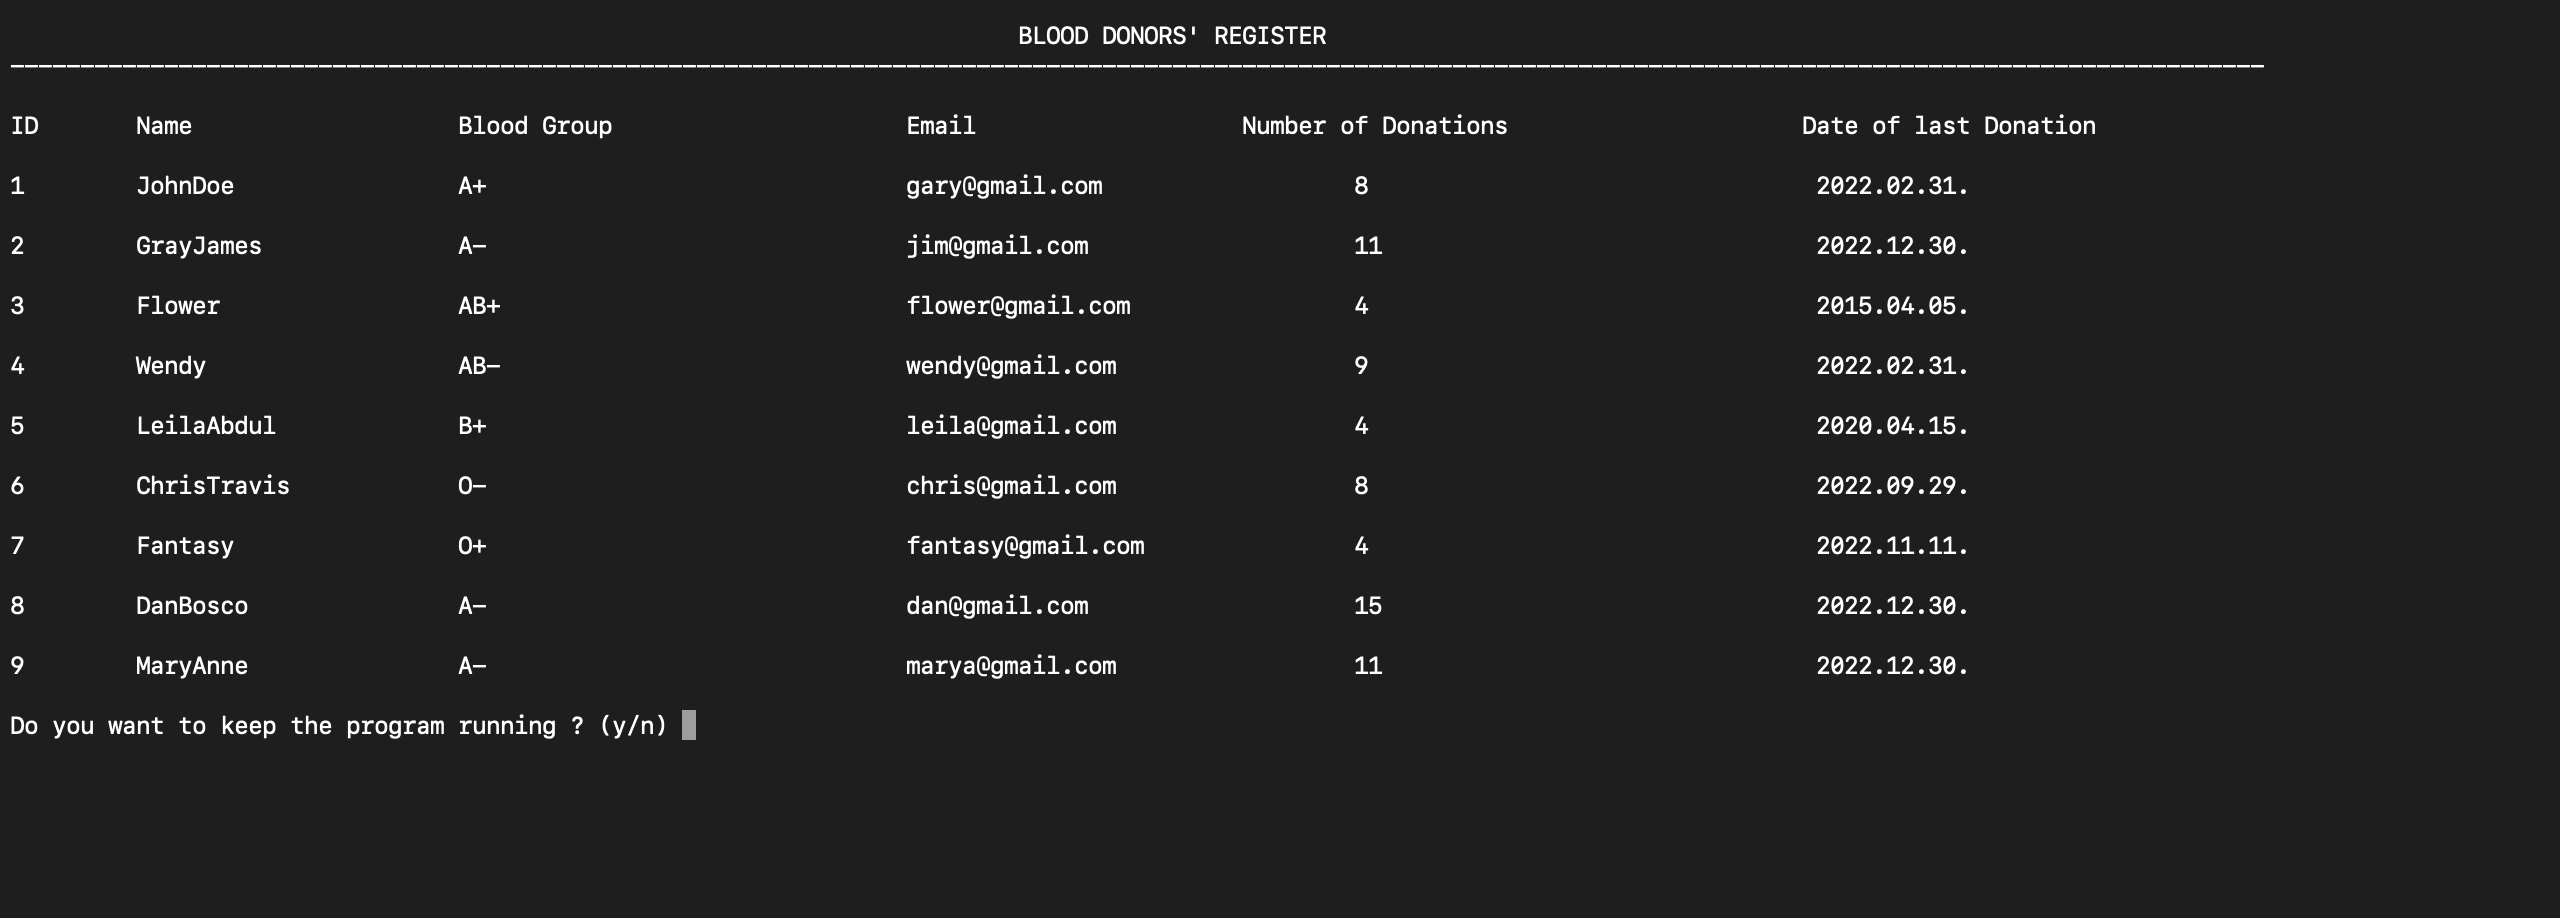 BLOOD DONORS' REGISTER
ID Name Blood Group Email Number of Donations Date of last Donation
1 JohnDoe A+ gary@gmail.com 8 2022.02.31.
2 GrayJames A- jim@gmail.com 11 2022.12.30.
3 Flower AB+ flower@gmail.com 4 2015.04.05.
4 Wendy AB- wendy@gmail.com 9 2022.02.31.
5 LeilaAbdul B+ leila@gmail.com 4 2020.04.15.
6 ChrisTravis O- chris@gmail.com 8 2022.09.29.
7 Fantasy O+ fantasy@gmail.com 4 2022.11.11.
8 DanBosco A- dan@gmail.com 15 2022.12.30.
9 MaryAnne A- marya@gmail.com 11 2022.12.30.
Do you want to keep the program running ? (y/n)